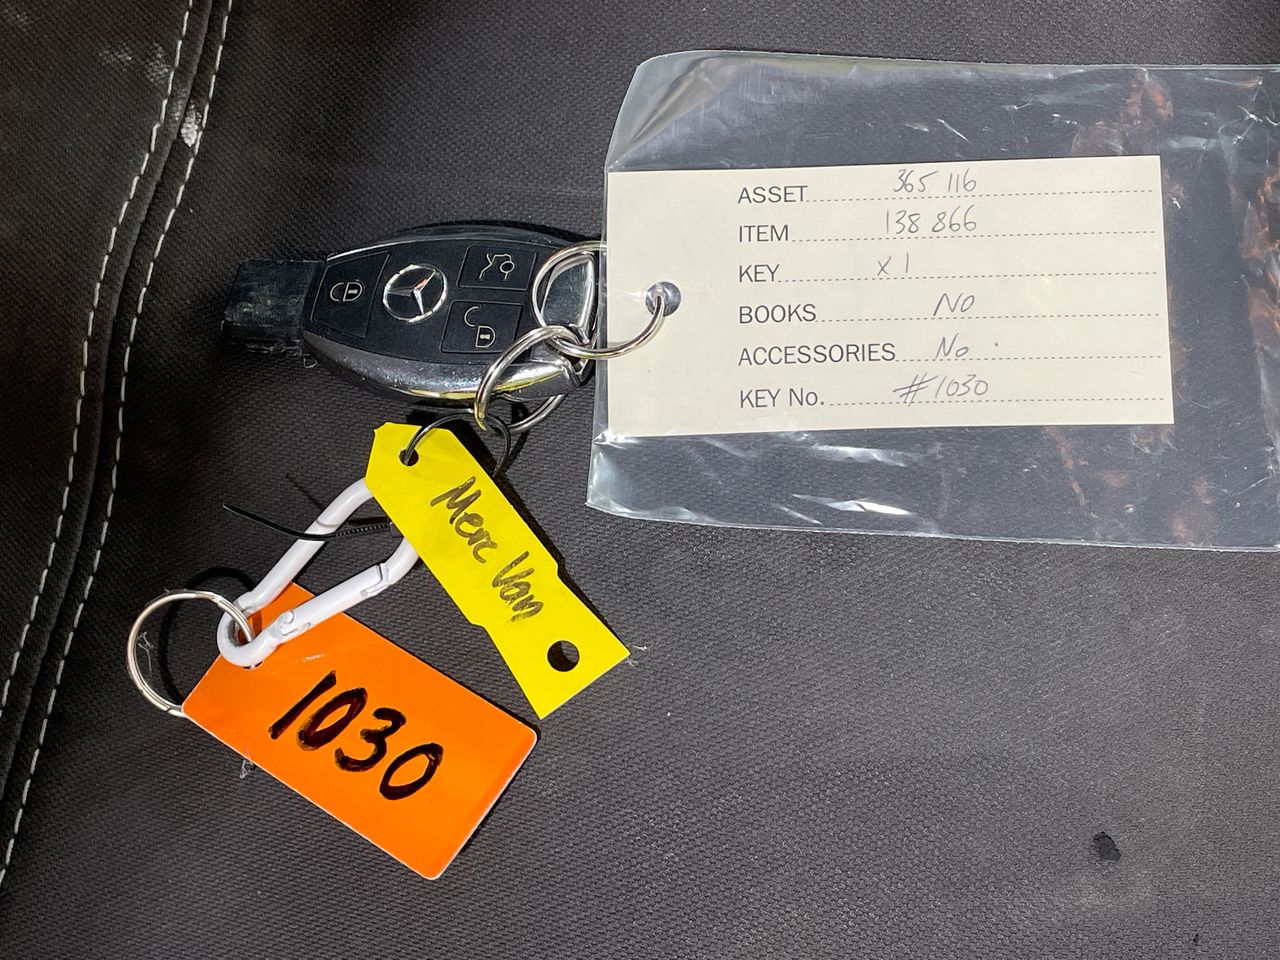 ASSET 365 116
ITEM 138 866
KEY x 1
BOOKS NO
ACCESSORIES No.
KEY No. #1030
Merc Van
1030